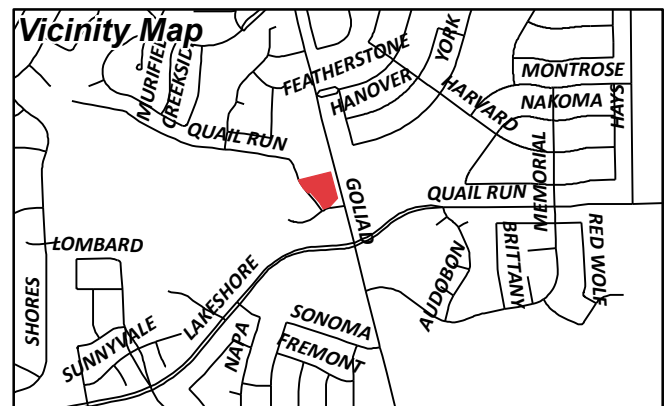 Vicinity Map
MURIFIEL
CREEKSID
FEATHERSTONE
HANOVER
YORK
HARVARD
MONTROSE
NAKOMA
HAYS
QUAIL RUN
GOLIAD
QUAIL RUN
MEMORIAL
LOMBARD
SHORES
LAKESHORE
SUNNYVALE
NAPA
SONOMA
FREMONT
AUDOBON
BRITTANY
RED WOLF